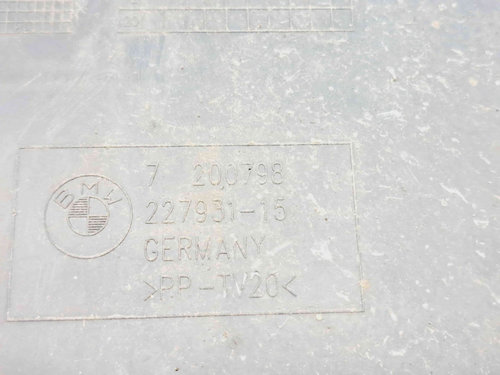 BMW
7 200798
227931-15
GERMANY
>PP-TV20<